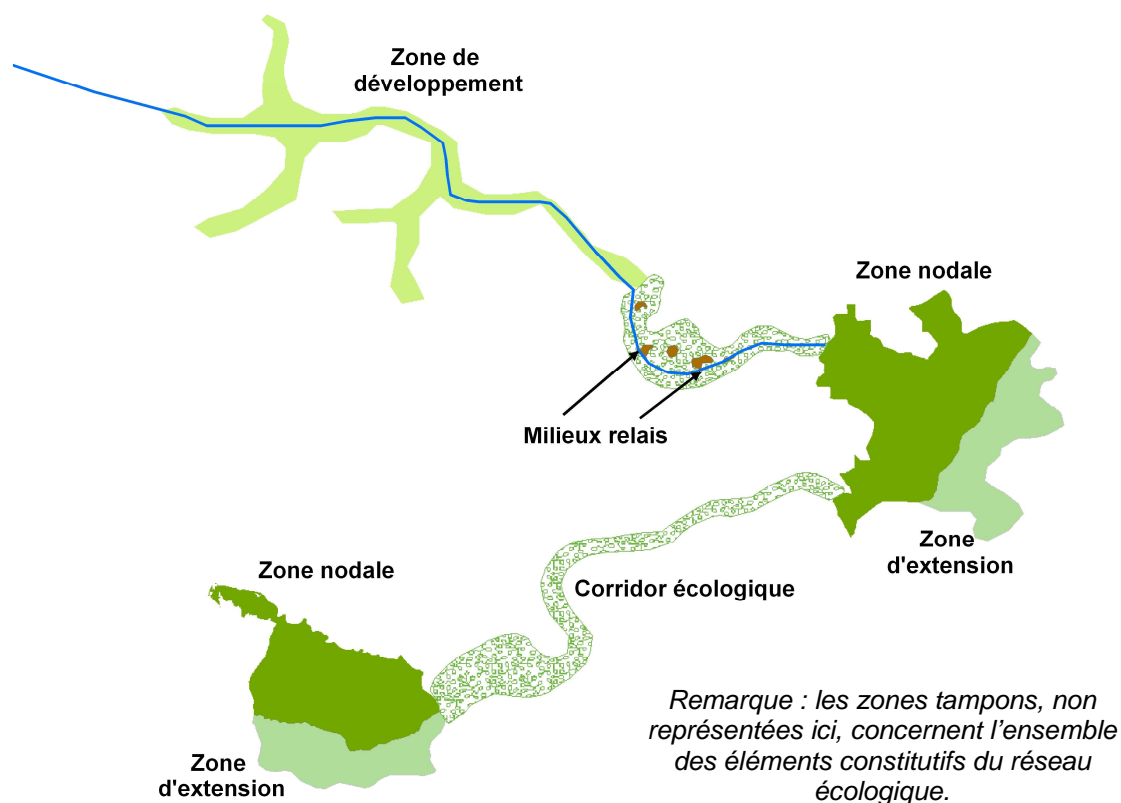 Zone de
développement
Zone nodale
Milieux relais
Zone
d'extension
Zone nodale
Corridor écologique
Zone
d'extension
Remarque : les zones tampons, non
représentées ici, concernent l’ensemble
des éléments constitutifs du réseau
écologique.